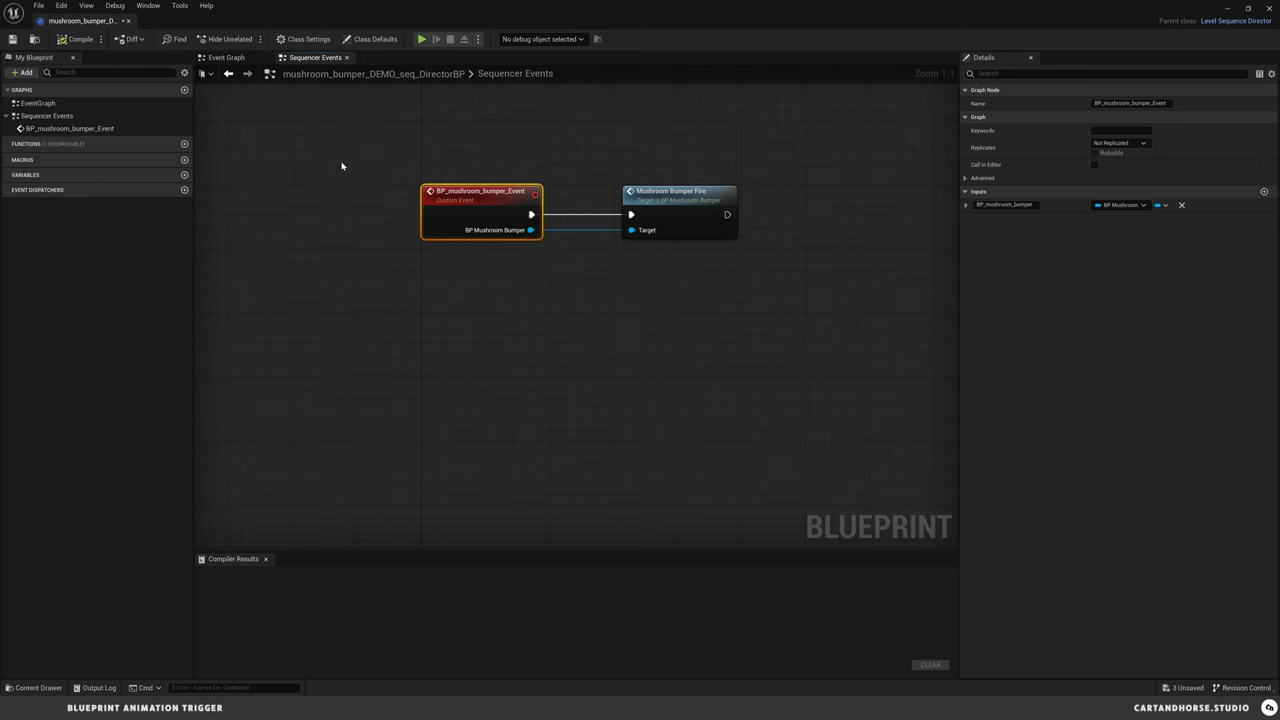 File Edit View Debug Window Tools Help
mushroom_bumper_D...
Parent class: Level Sequence Director
Compile Diff Find Hide Unrelated Class Settings Class Defaults No debug object selected
My Blueprint Event Graph Sequencer Events Details
Add Search mushroom_bumper_DEMO_seq_DirectorBP Sequencer Events Zoom 1:1 Search
GRAPHS
EventGraph
Sequencer Events
BP_mushroom_bumper_Event
FUNCTIONS (1 OVERRIDABLE)
MACROS
VARIABLES
EVENT DISPATCHERS
BP_mushroom_bumper_Event
Custom Event
BP Mushroom Bumper
Mushroom Bumper Fire
Target is BP Mushroom Bumper
Target
Graph Node
Name BP_mushroom_bumper_Event
Graph
Keywords
Replicates Not Replicated
Reliable
Call In Editor
Advanced
Inputs
BP_mushroom_bumper BP Mushroom
BLUEPRINT
Compiler Results
CLEAR
Content Drawer Output Log Cmd Enter Console Command 3 Unsaved Revision Control
BLUEPRINT ANIMATION TRIGGER CARTANDHORSE.STUDIO